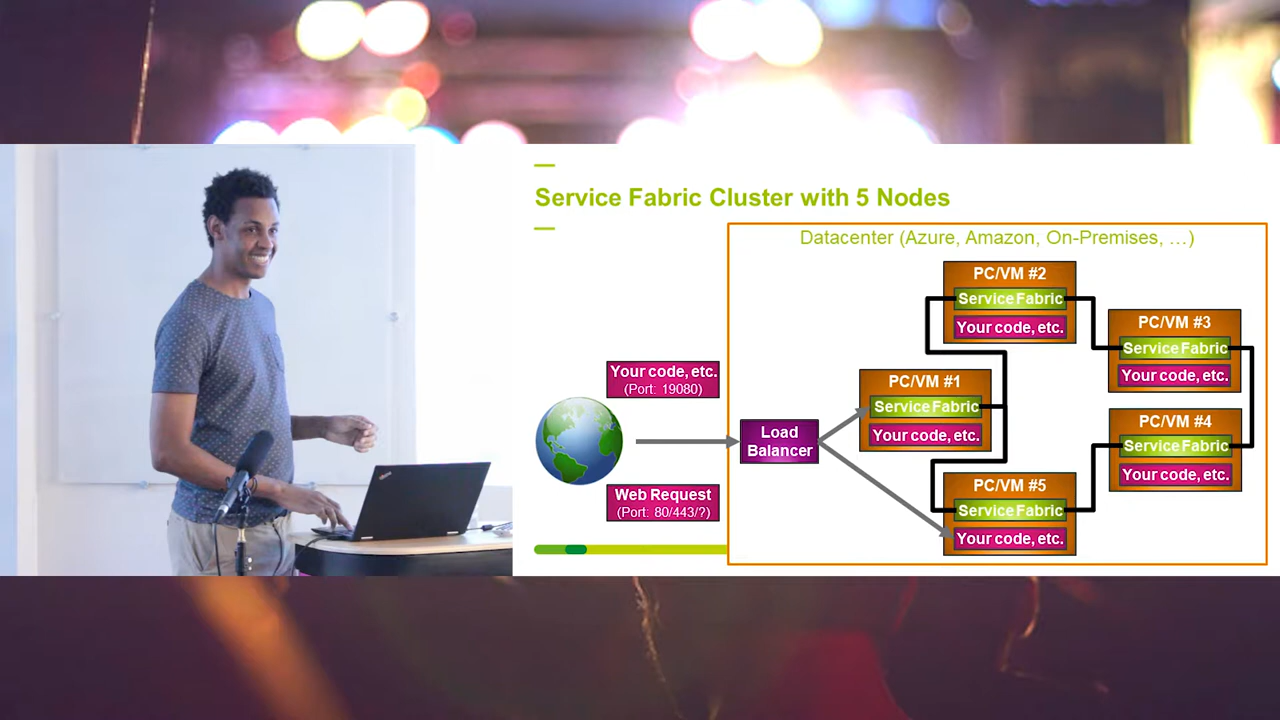 Service Fabric Cluster with 5 Nodes
Datacenter (Azure, Amazon, On-Premises, …)
PC/VM #2
Service Fabric
Your code, etc.
PC/VM #3
Service Fabric
Your code, etc.
Your code, etc.
(Port: 19080)
PC/VM #1
Service Fabric
Your code, etc.
Load
Balancer
PC/VM #4
Service Fabric
Your code, etc.
Web Request
(Port: 80/443/?)
PC/VM #5
Service Fabric
Your code, etc.